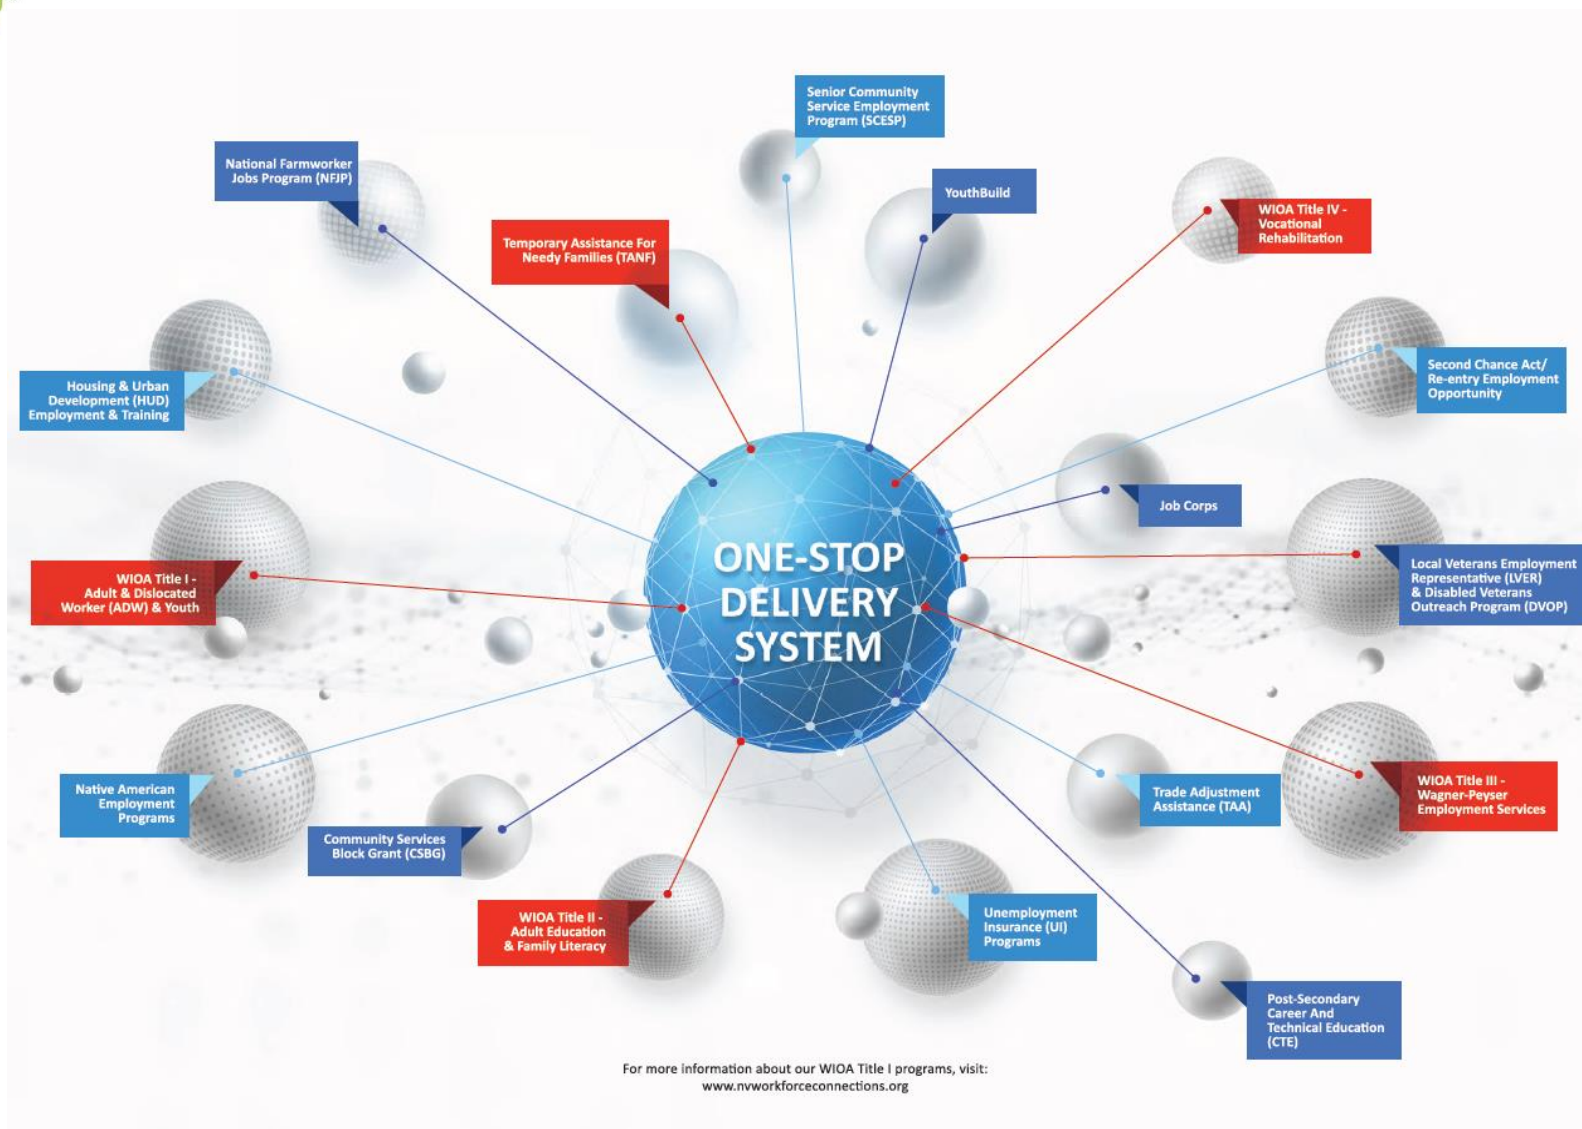 Senior Community
Service Employment
Program (SCESP)
National Farmworker
Jobs Program (NFJP)
YouthBuild
WIOA Title IV -
Vocational
Rehabilitation
Temporary Assistance For
Needy Families (TANF)
Housing & Urban
Development (HUD)
Employment & Training
Second Chance Act/
Re-entry Employment
Opportunity
Job Corps
ONE-STOP
DELIVERY
SYSTEM
WIOA Title I -
Adult & Dislocated
Worker (ADW) & Youth
Local Veterans Employment
Representative (LVER)
& Disabled Veterans
Outreach Program (DVOP)
Native American
Employment
Programs
Trade Adjustment
Assistance (TAA)
WIOA Title III -
Wagner-Peyser
Employment Services
Community Services
Block Grant (CSBG)
WIOA Title II -
Adult Education
& Family Literacy
Unemployment
Insurance (UI)
Programs
Post-Secondary
Career And
Technical Education
(CTE)
For more information about our WIOA Title I programs, visit:
www.nvworkforceconnections.org